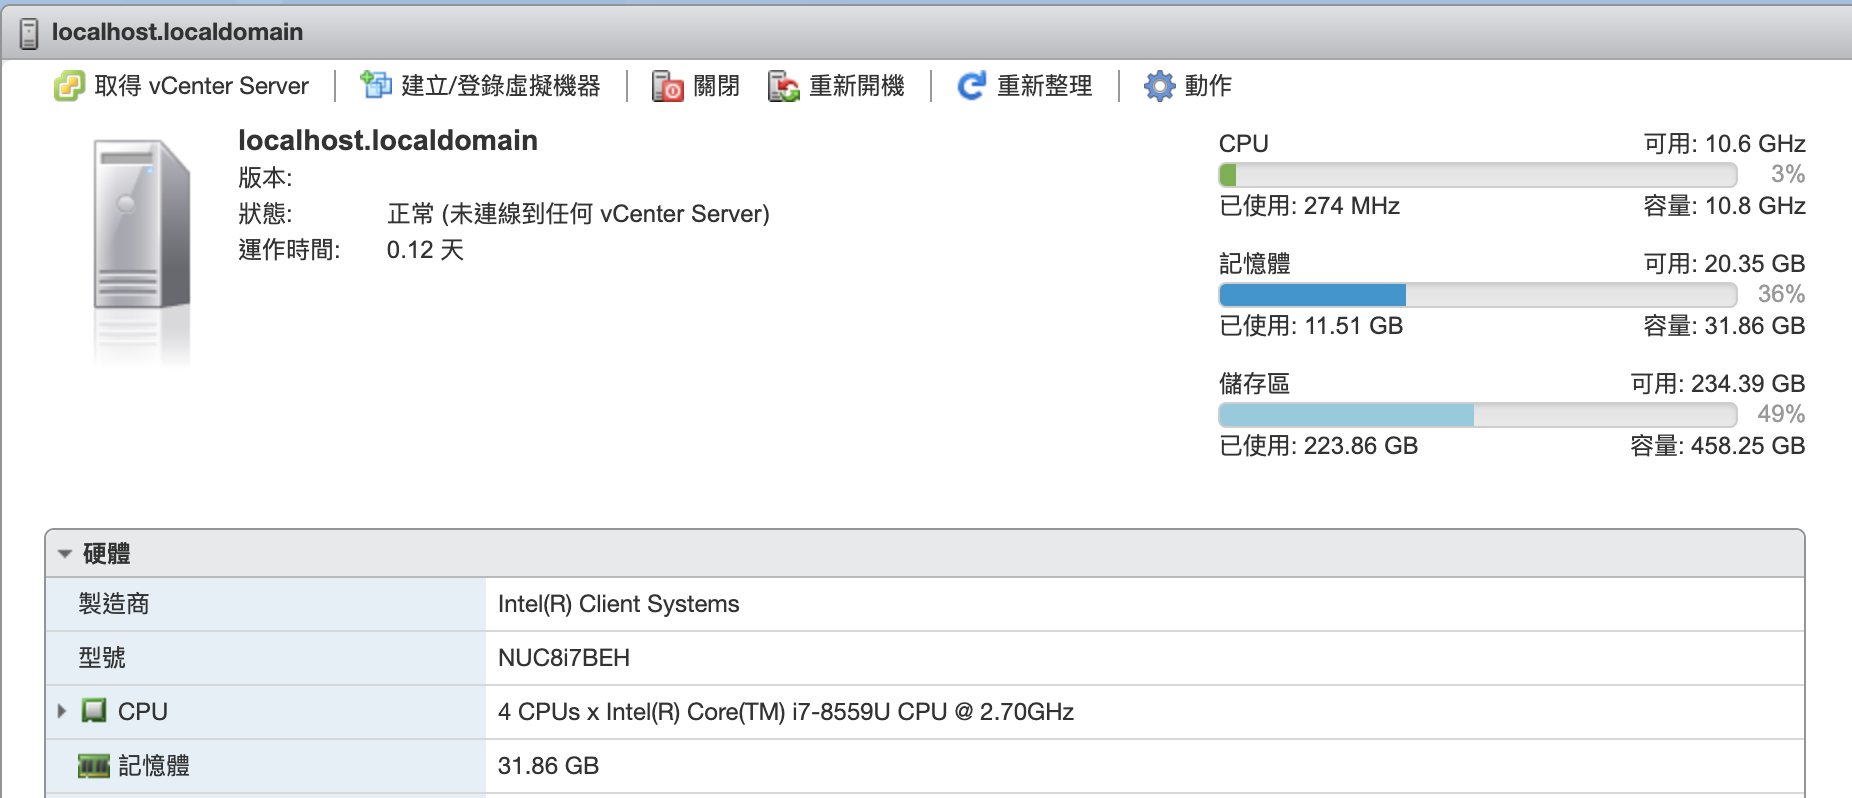 localhost.localdomain
取得 vCenter Server
建立/登錄虛擬機器
關閉
重新開機
重新整理
動作
localhost.localdomain
版本:
狀態: 正常 (未連線到任何 vCenter Server)
運作時間: 0.12 天
CPU 可用: 10.6 GHz
3%
已使用: 274 MHz 容量: 10.8 GHz
記憶體 可用: 20.35 GB
36%
已使用: 11.51 GB 容量: 31.86 GB
儲存區 可用: 234.39 GB
49%
已使用: 223.86 GB 容量: 458.25 GB
硬體
製造商 Intel(R) Client Systems
型號 NUC8i7BEH
CPU 4 CPUs x Intel(R) Core(TM) i7-8559U CPU @ 2.70GHz
記憶體 31.86 GB